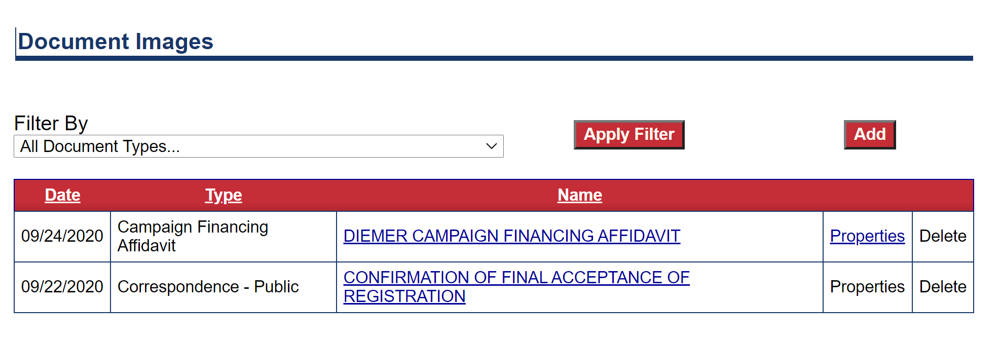 Document Images
Filter By
All Document Types...
Apply Filter
Add
Date Type Name
09/24/2020 Campaign Financing Affidavit DIEMER CAMPAIGN FINANCING AFFIDAVIT Properties Delete
09/22/2020 Correspondence - Public CONFIRMATION OF FINAL ACCEPTANCE OF REGISTRATION Properties Delete